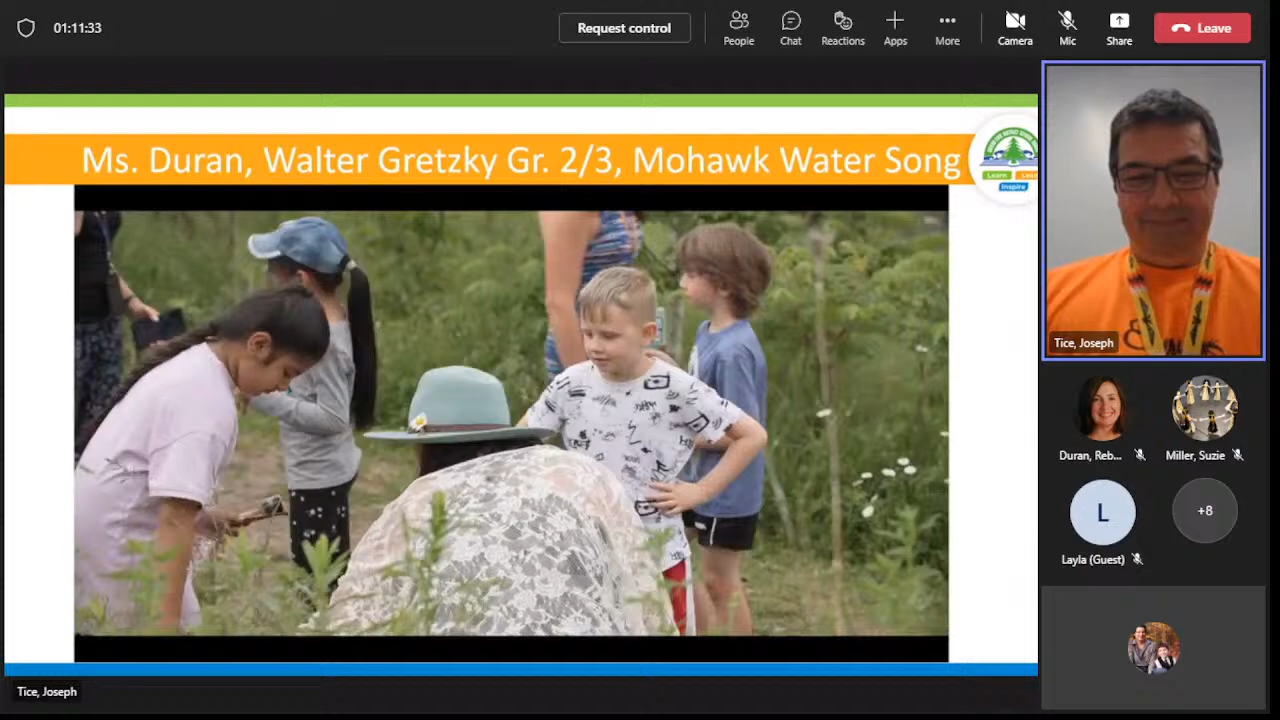 01:11:33
Request control
People
Chat
Reactions
Apps
More
Camera
Mic
Share
Leave
Ms. Duran, Walter Gretzky Gr. 2/3, Mohawk Water Song
Learn
Inspire
Tice, Joseph
Duran, Reb...
Miller, Suzie
L
Layla (Guest)
+8
Tice, Joseph